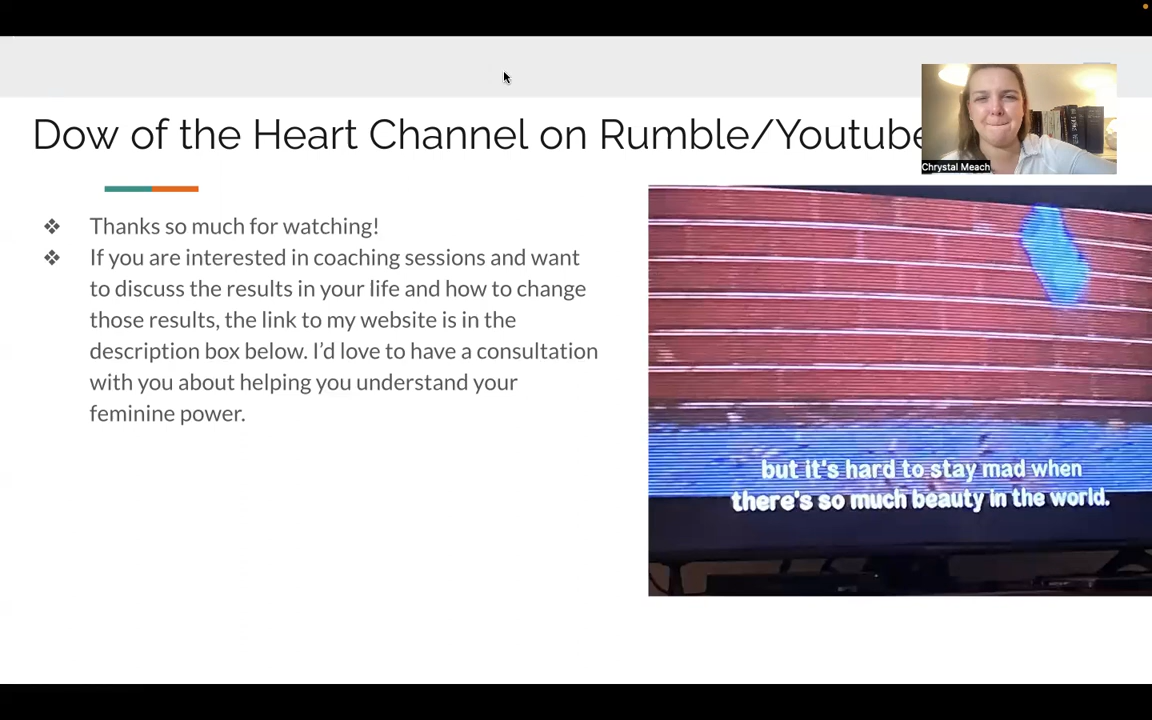 Dow of the Heart Channel on Rumble/Youtube
Chrystal Meach
❖ Thanks so much for watching!
❖ If you are interested in coaching sessions and want
to discuss the results in your life and how to change
those results, the link to my website is in the
description box below. I’d love to have a consultation
with you about helping you understand your
feminine power.
but it's hard to stay mad when
there's so much beauty in the world.